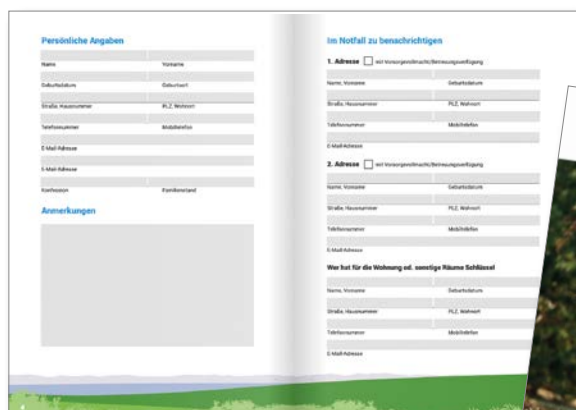 Persönliche Angaben
Name Vorname
Geburtsdatum Geburtsort
Straße, Hausnummer PLZ, Wohnort
Telefonnummer Mobiltelefon
E-Mail-Adresse
E-Mail-Adresse
Konfession Familienstand
Anmerkungen
Im Notfall zu benachrichtigen
1. Adresse mit Vorsorgevollmacht/Betreuungsverfügung
Name, Vorname Geburtsdatum
Straße, Hausnummer PLZ, Wohnort
Telefonnummer Mobiltelefon
E-Mail-Adresse
2. Adresse mit Vorsorgevollmacht/Betreuungsverfügung
Name, Vorname Geburtsdatum
Straße, Hausnummer PLZ, Wohnort
Telefonnummer Mobiltelefon
E-Mail-Adresse
Wer hat für die Wohnung od. sonstige Räume Schlüssel
Name, Vorname Geburtsdatum
Straße, Hausnummer PLZ, Wohnort
Telefonnummer Mobiltelefon
E-Mail-Adresse